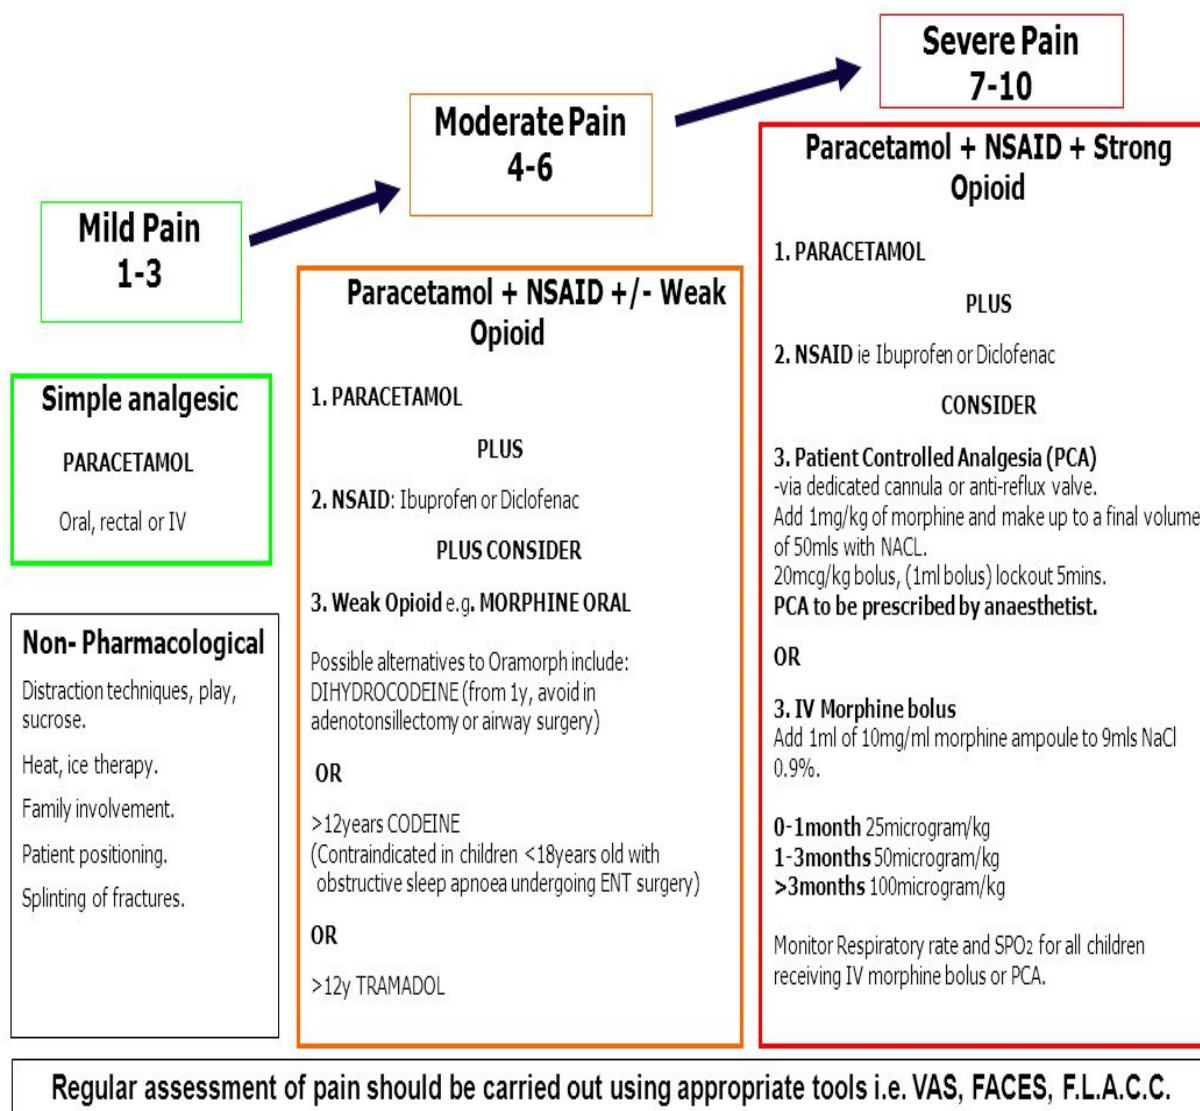 Mild Pain
1-3
Simple analgesic
PARACETAMOL
Oral, rectal or IV
Non- Pharmacological
Distraction techniques, play,
sucrose.
Heat, ice therapy.
Family involvement.
Patient positioning.
Splinting of fractures.
Moderate Pain
4-6
Paracetamol + NSAID +/- Weak
Opioid
1. PARACETAMOL
PLUS
2. NSAID: Ibuprofen or Diclofenac
PLUS CONSIDER
3. Weak Opioid e.g. MORPHINE ORAL
Possible alternatives to Oramorph include:
DIHYDROCODEINE (from 1y, avoid in
adenotonsillectomy or airway surgery)
OR
>12years CODEINE
(Contraindicated in children <18years old with
obstructive sleep apnoea undergoing ENT surgery)
OR
>12y TRAMADOL
Severe Pain
7-10
Paracetamol + NSAID + Strong
Opioid
1. PARACETAMOL
PLUS
2. NSAID ie Ibuprofen or Diclofenac
CONSIDER
3. Patient Controlled Analgesia (PCA)
-via dedicated cannula or anti-reflux valve.
Add 1mg/kg of morphine and make up to a final volume
of 50mls with NACL.
20mcg/kg bolus, (1ml bolus) lockout 5mins.
PCA to be prescribed by anaesthetist.
OR
3. IV Morphine bolus
Add 1ml of 10mg/ml morphine ampoule to 9mls NaCl
0.9%.
0-1month 25microgram/kg
1-3months 50microgram/kg
>3months 100microgram/kg
Monitor Respiratory rate and SPO2 for all children
receiving IV morphine bolus or PCA.
Regular assessment of pain should be carried out using appropriate tools i.e. VAS, FACES, F.L.A.C.C.